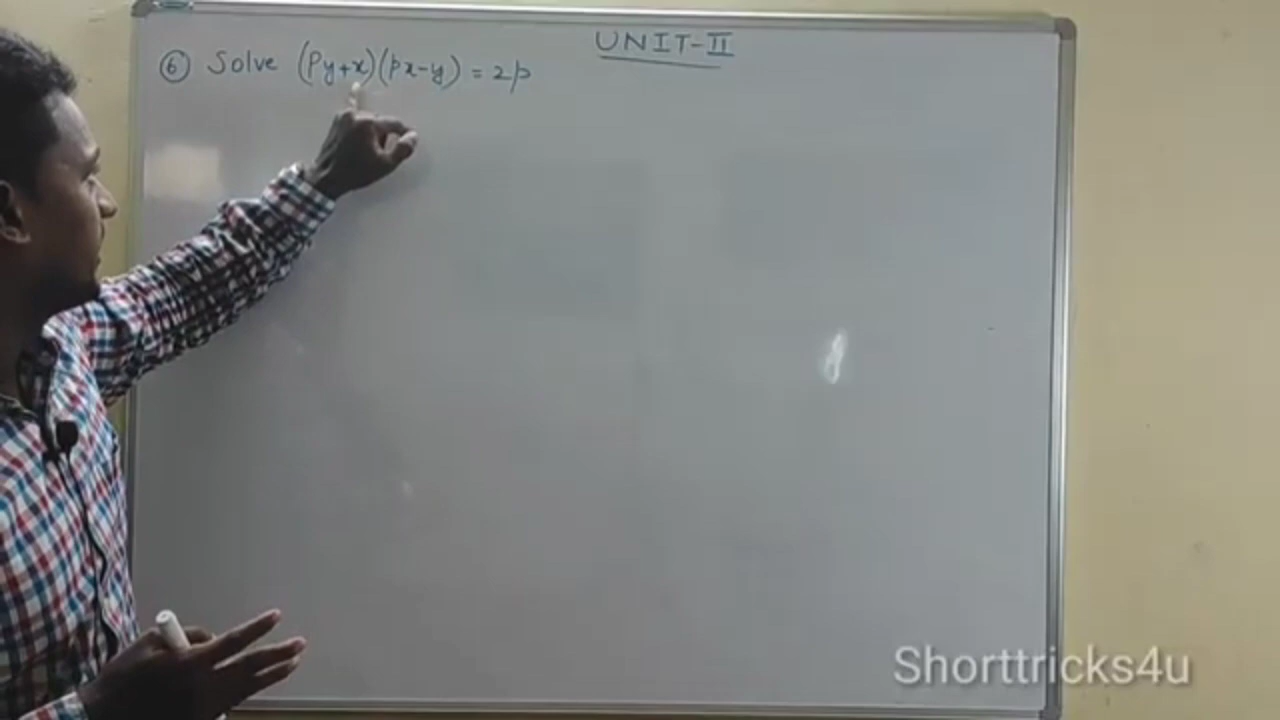 UNIT-II
⑥ Solve (Py+x)(px-y) = 2p
Shorttricks4u